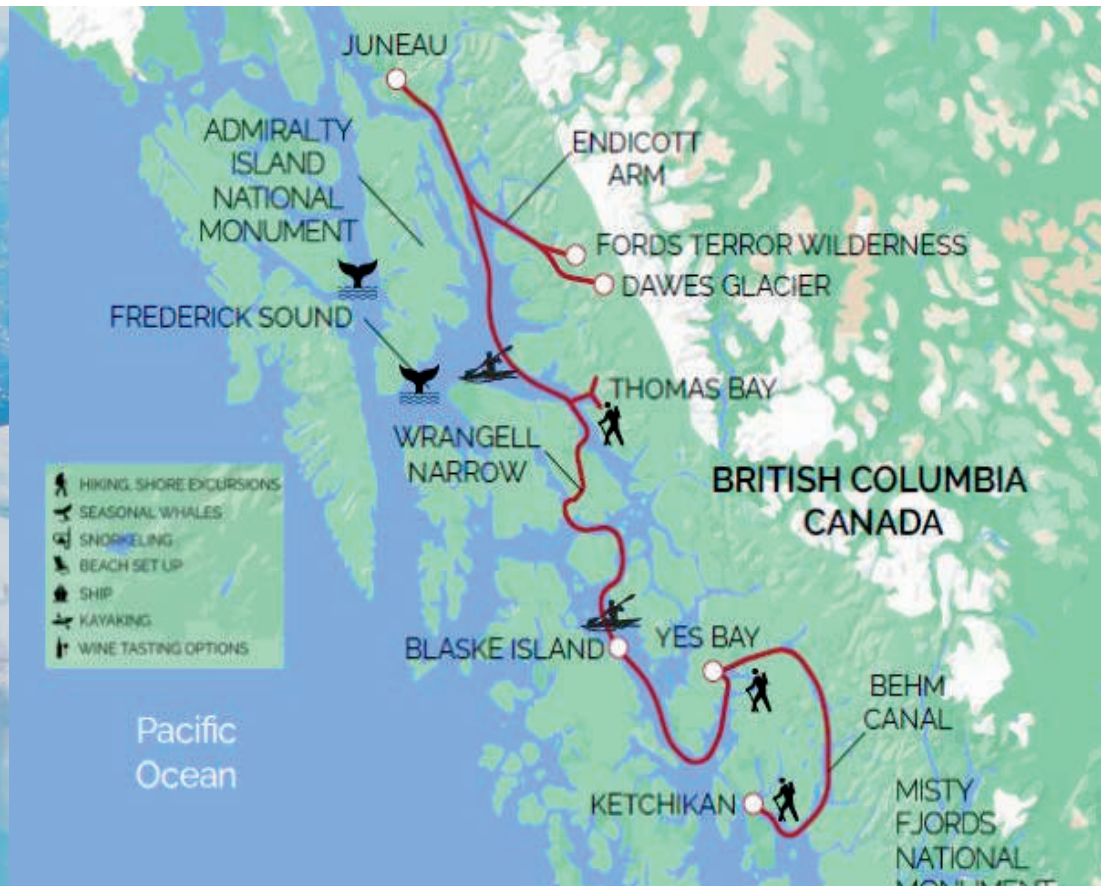 JUNEAU
ADMIRALTY
ISLAND
NATIONAL
MONUMENT
ENDICOTT
ARM
FORDS TERROR WILDERNESS
DAWES GLACIER
FREDERICK SOUND
THOMAS BAY
WRANGELL
NARROW
BRITISH COLUMBIA
CANADA
HIKING, SHORE EXCURSIONS
SEASONAL WHALES
SNORKELING
BEACH SET UP
SHIP
KAYAKING
WINE TASTING OPTIONS
BLASKE ISLAND
YES BAY
BEHM
CANAL
Pacific
Ocean
KETCHIKAN
MISTY
FJORDS
NATIONAL
MONUMENT